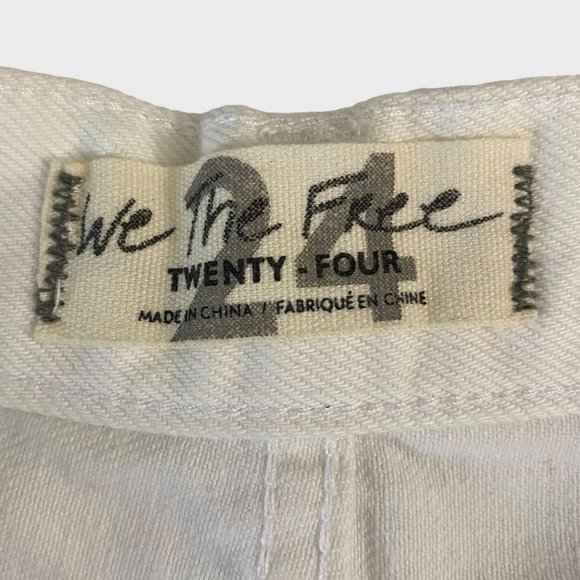 We The Free
24
TWENTY - FOUR
MADE IN CHINA / FABRIQUÉ EN CHINE